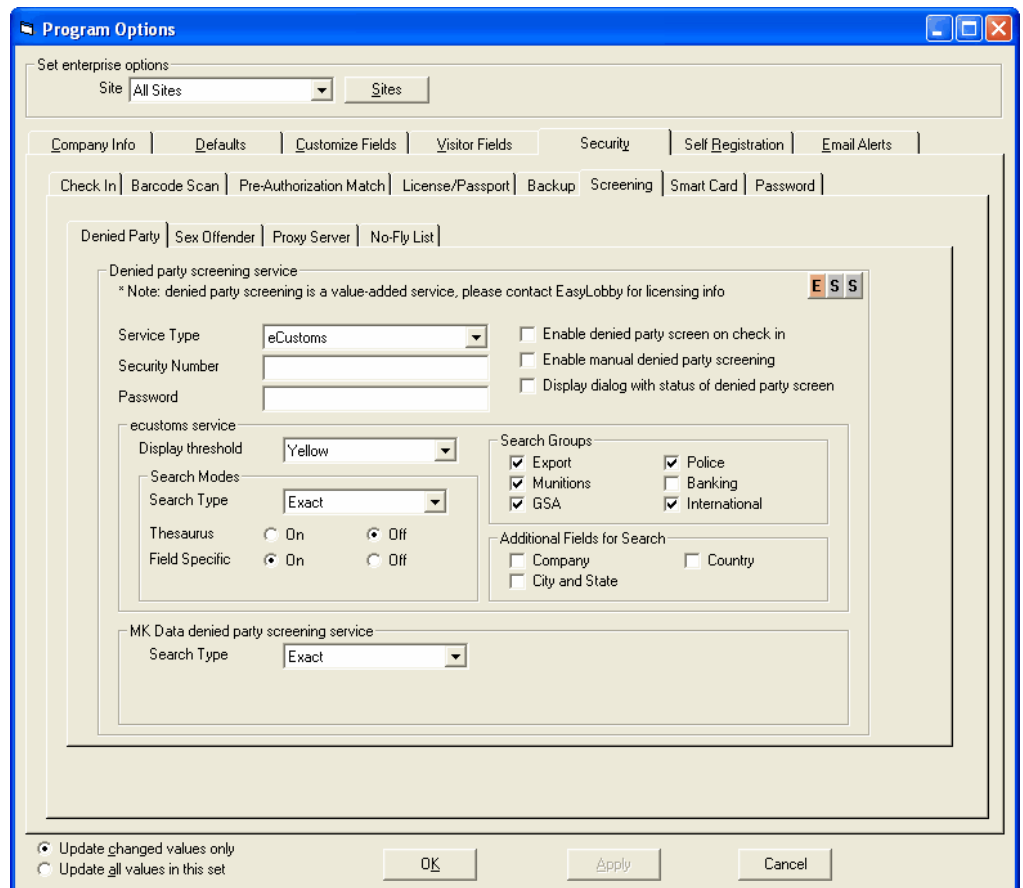 Program Options
Set enterprise options
Site All Sites Sites
Company Info Defaults Customize Fields Visitor Fields Security Self Registration Email Alerts
Check In Barcode Scan Pre-Authorization Match License/Passport Backup Screening Smart Card Password
Denied Party Sex Offender Proxy Server No-Fly List
Denied party screening service
* Note: denied party screening is a value-added service, please contact EasyLobby for licensing info
E S S
Service Type eCustoms Enable denied party screen on check in
Security Number Enable manual denied party screening
Password Display dialog with status of denied party screen
ecustoms service
Display threshold Yellow
Search Modes
Search Type Exact
Thesaurus On Off
Field Specific On Off
Search Groups
Export Police
Munitions Banking
GSA International
Additional Fields for Search
Company Country
City and State
MK Data denied party screening service
Search Type Exact
Update changed values only
Update all values in this set
OK Apply Cancel